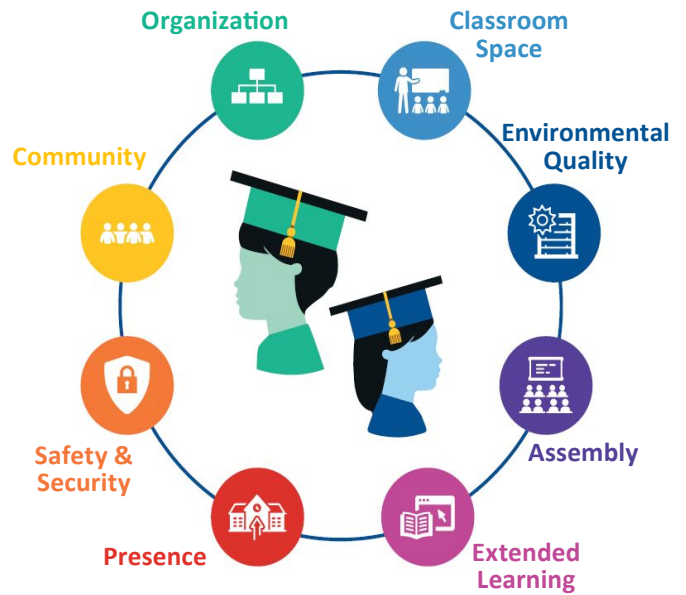 Organization
Classroom
Space
Environmental
Quality
Community
Assembly
Safety &
Security
Extended
Learning
Presence